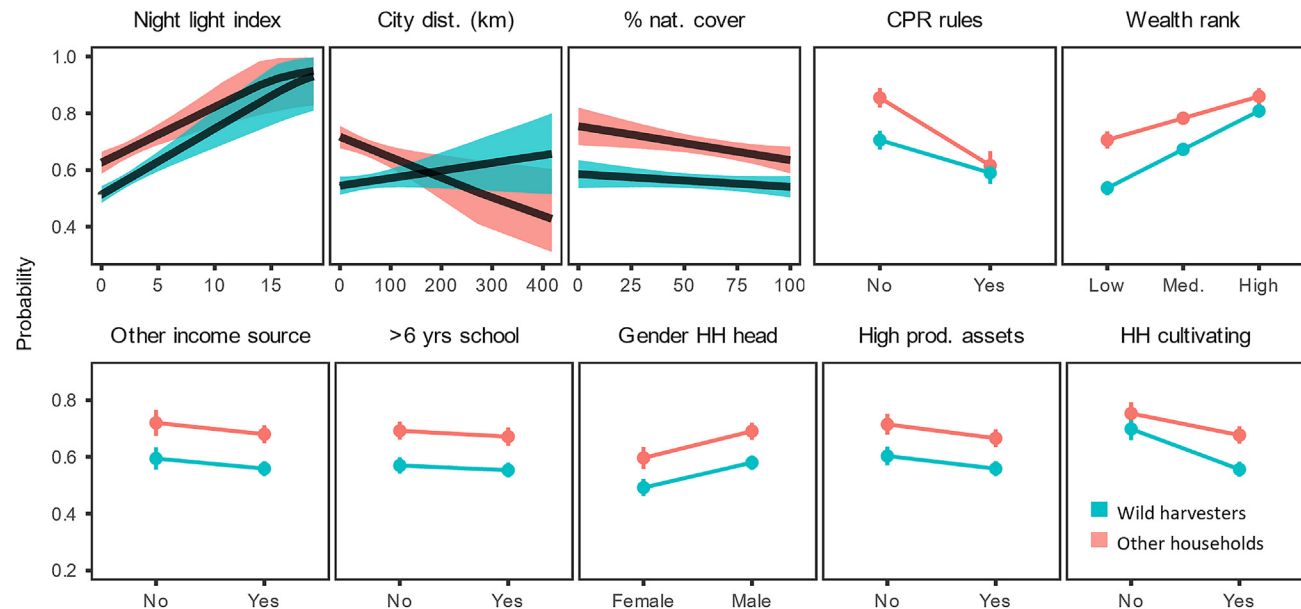 Night light index City dist. (km) % nat. cover CPR rules Wealth rank
1.0
0.8
0.6
0.4
0 5 10 15 0 100 200 300 400 0 25 50 75 100 No Yes Low Med. High
Probability
Other income source >6 yrs school Gender HH head High prod. assets HH cultivating
0.8
0.6
0.4
0.2
Wild harvesters
Other households
No Yes No Yes Female Male No Yes No Yes